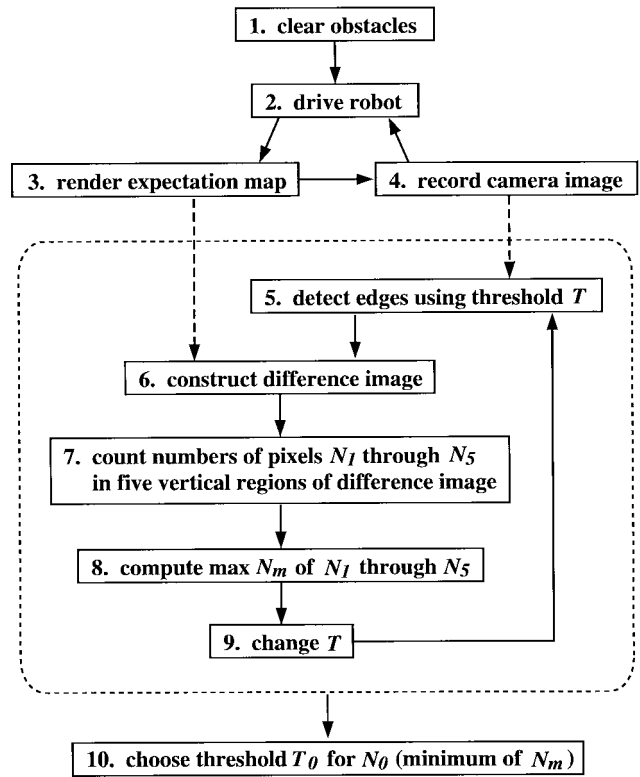 1. clear obstacles
2. drive robot
3. render expectation map
4. record camera image
5. detect edges using threshold T
6. construct difference image
7. count numbers of pixels N1 through N5
in five vertical regions of difference image
8. compute max Nm of N1 through N5
9. change T
10. choose threshold T0 for N0 (minimum of Nm)